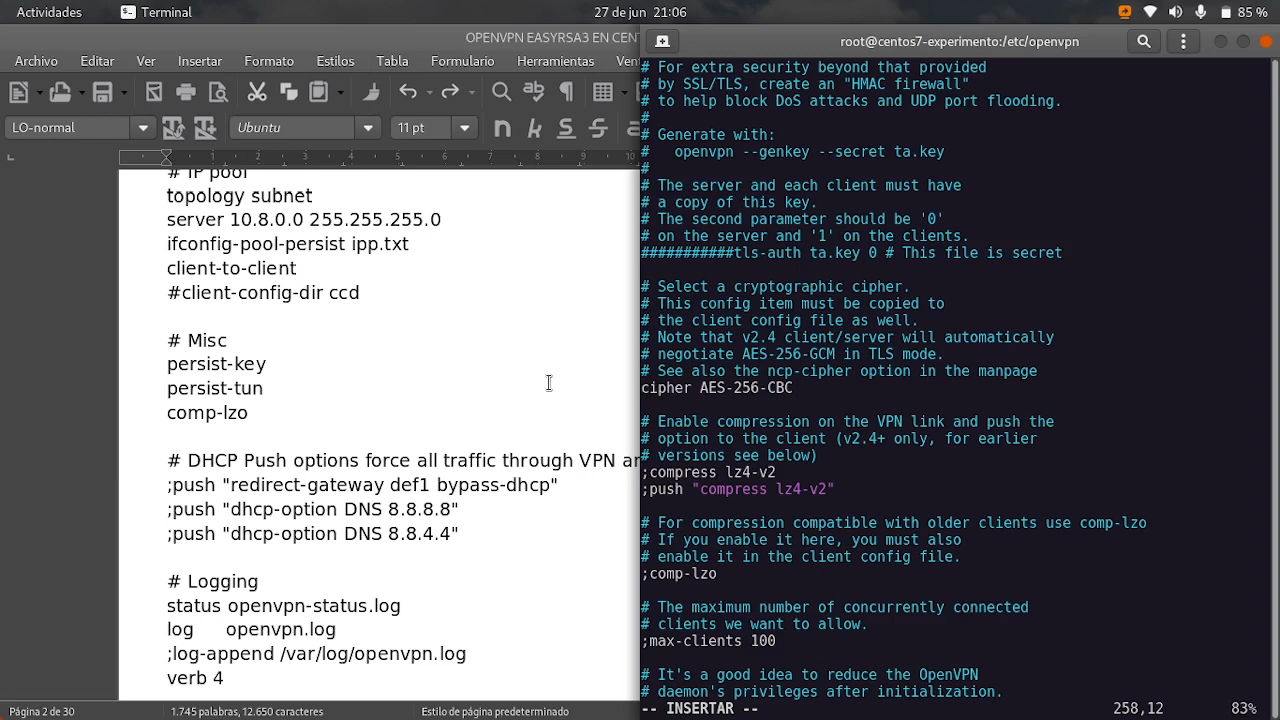 Actividades
Terminal
27 de jun 21:06
85 %
OPENVPN EASYRSA3 EN CENT
Archivo Editar Ver Insertar Formato Estilos Tabla Formulario Herramientas
LO-normal
Ubuntu
11 pt
n k S S a
1 2 3 4 5 6 7 8 9 10
# IP pool
topology subnet
server 10.8.0.0 255.255.255.0
ifconfig-pool-persist ipp.txt
client-to-client
#client-config-dir ccd
# Misc
persist-key
persist-tun
comp-lzo
# DHCP Push options force all traffic through VPN an
;push "redirect-gateway def1 bypass-dhcp"
;push "dhcp-option DNS 8.8.8.8"
;push "dhcp-option DNS 8.8.4.4"
# Logging
status openvpn-status.log
log openvpn.log
;log-append /var/log/openvpn.log
verb 4
Página 2 de 30
1.745 palabras, 12.650 caracteres
Estilo de página predeterminado
root@centos7-experimento:/etc/openvpn
# For extra security beyond that provided
# by SSL/TLS, create an "HMAC firewall"
# to help block DoS attacks and UDP port flooding.
#
# Generate with:
#   openvpn --genkey --secret ta.key
#
# The server and each client must have
# a copy of this key.
# The second parameter should be '0'
# on the server and '1' on the clients.
###########tls-auth ta.key 0 # This file is secret
# Select a cryptographic cipher.
# This config item must be copied to
# the client config file as well.
# Note that v2.4 client/server will automatically
# negotiate AES-256-GCM in TLS mode.
# See also the ncp-cipher option in the manpage
cipher AES-256-CBC
# Enable compression on the VPN link and push the
# option to the client (v2.4+ only, for earlier
# versions see below)
;compress lz4-v2
;push "compress lz4-v2"
# For compression compatible with older clients use comp-lzo
# If you enable it here, you must also
# enable it in the client config file.
;comp-lzo
# The maximum number of concurrently connected
# clients we want to allow.
;max-clients 100
# It's a good idea to reduce the OpenVPN
# daemon's privileges after initialization.
-- INSERTAR --
258,12
83%